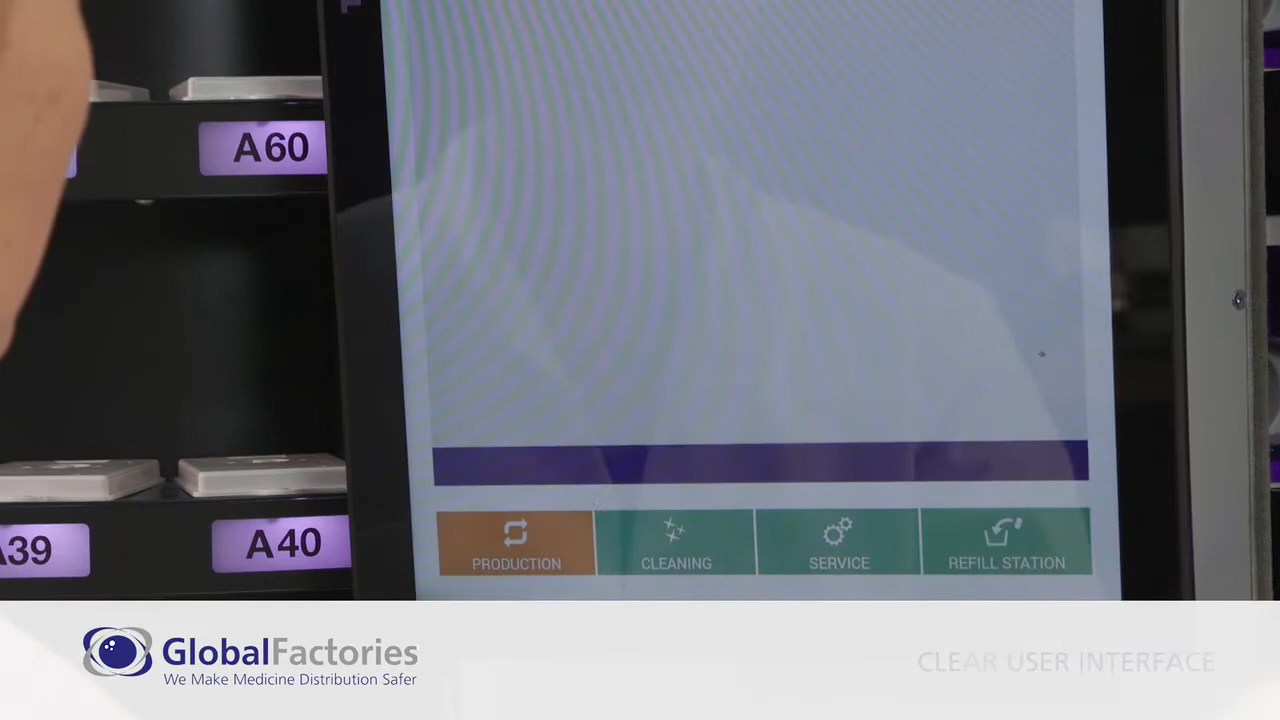 A60
A39
A40
PRODUCTION
CLEANING
SERVICE
REFILL STATION
GlobalFactories
We Make Medicine Distribution Safer
CLEAR USER INTERFACE